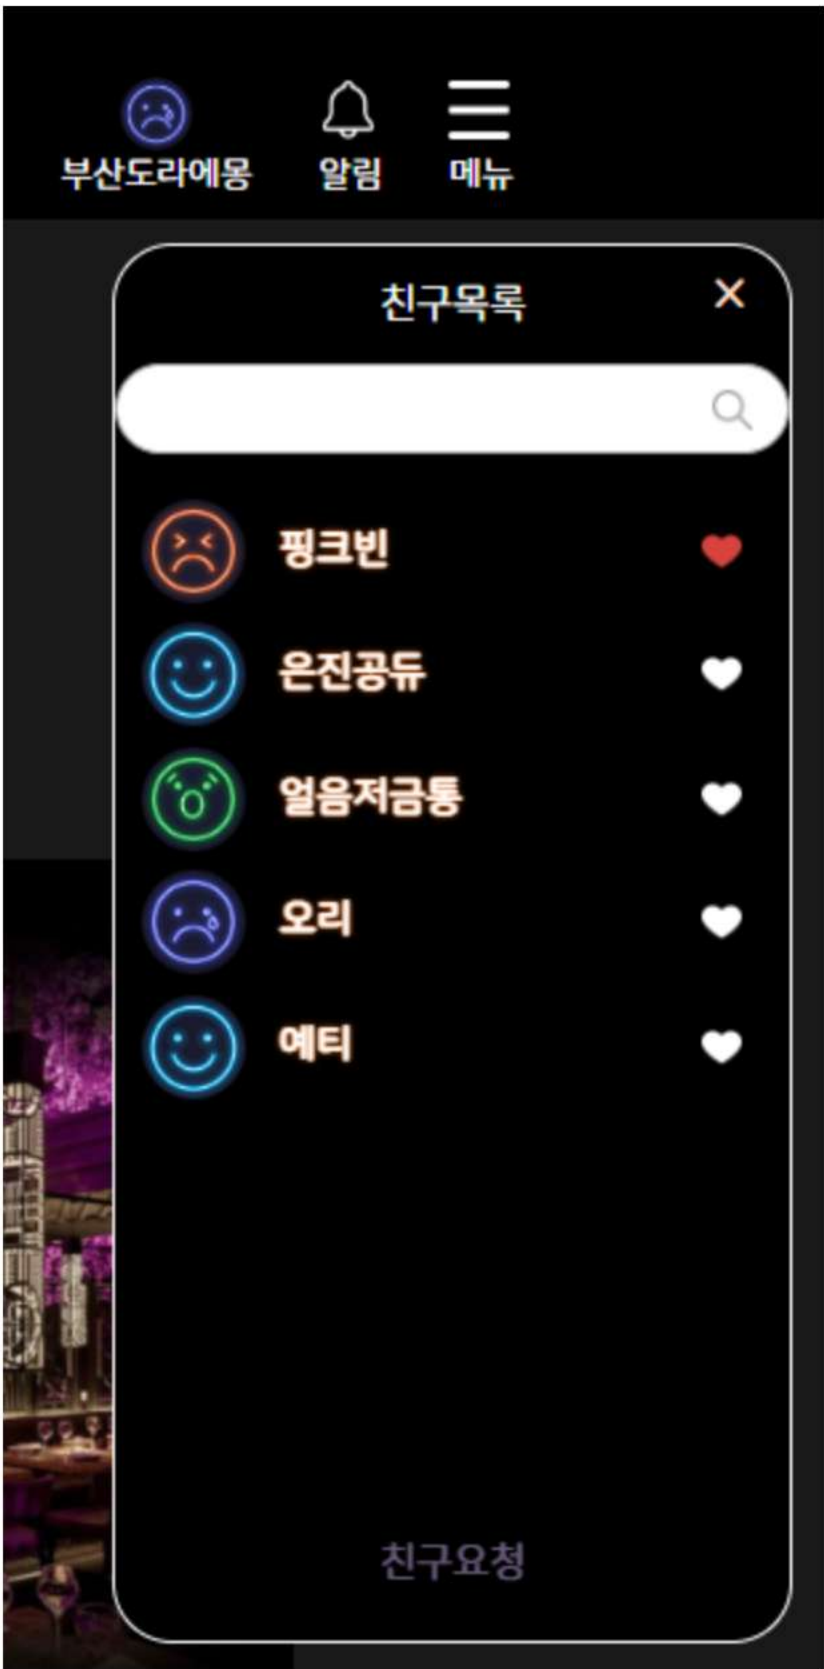 부산도라에몽 알림 메뉴
친구목록
핑크빈
은진공듀
얼음저금통
오리
예티
친구요청